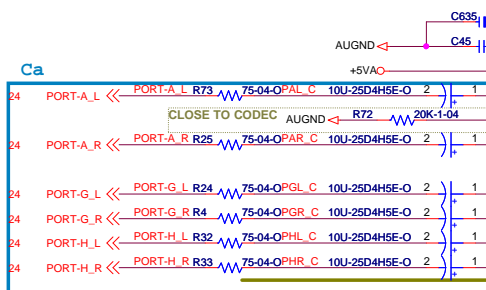 C635
AUGND C45
+5VA
Ca
24 PORT-A_L PORT-A_L R73 75-04-O PAL_C 10U-25D4H5E-O 2 1
+
CLOSE TO CODEC AUGND R72 20K-1-04
24 PORT-A_R PORT-A_R R25 75-04-O PAR_C 10U-25D4H5E-O 2 1
+
24 PORT-G_L PORT-G_L R24 75-04-O PGL_C 10U-25D4H5E-O 2 1
+
24 PORT-G_R PORT-G_R R4 75-04-O PGR_C 10U-25D4H5E-O 2 1
+
24 PORT-H_L PORT-H_L R32 75-04-O PHL_C 10U-25D4H5E-O 2 1
+
24 PORT-H_R PORT-H_R R33 75-04-O PHR_C 10U-25D4H5E-O 2 1
+